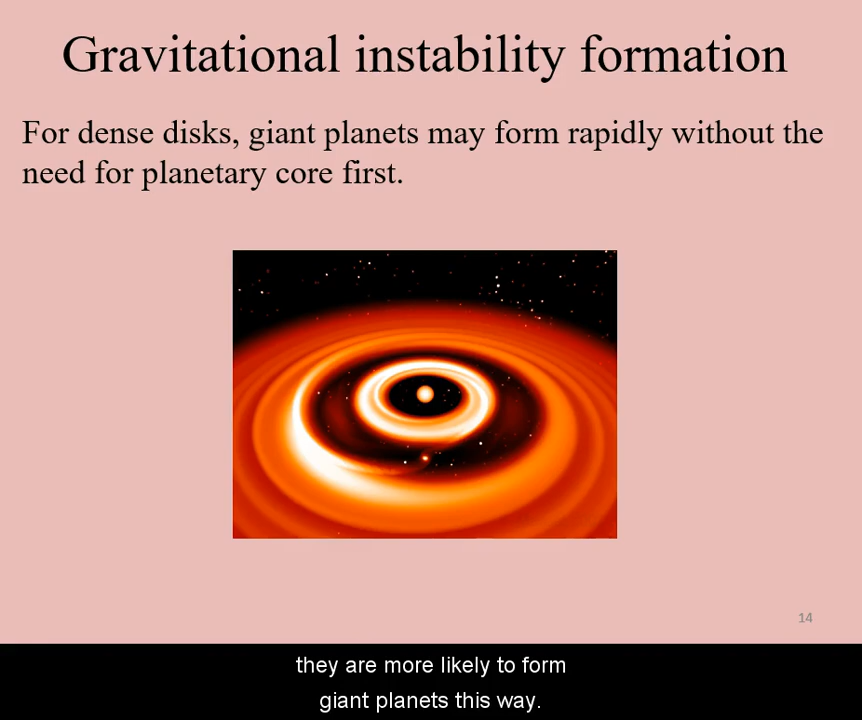 Gravitational instability formation
For dense disks, giant planets may form rapidly without the
need for planetary core first.
14
they are more likely to form
giant planets this way.